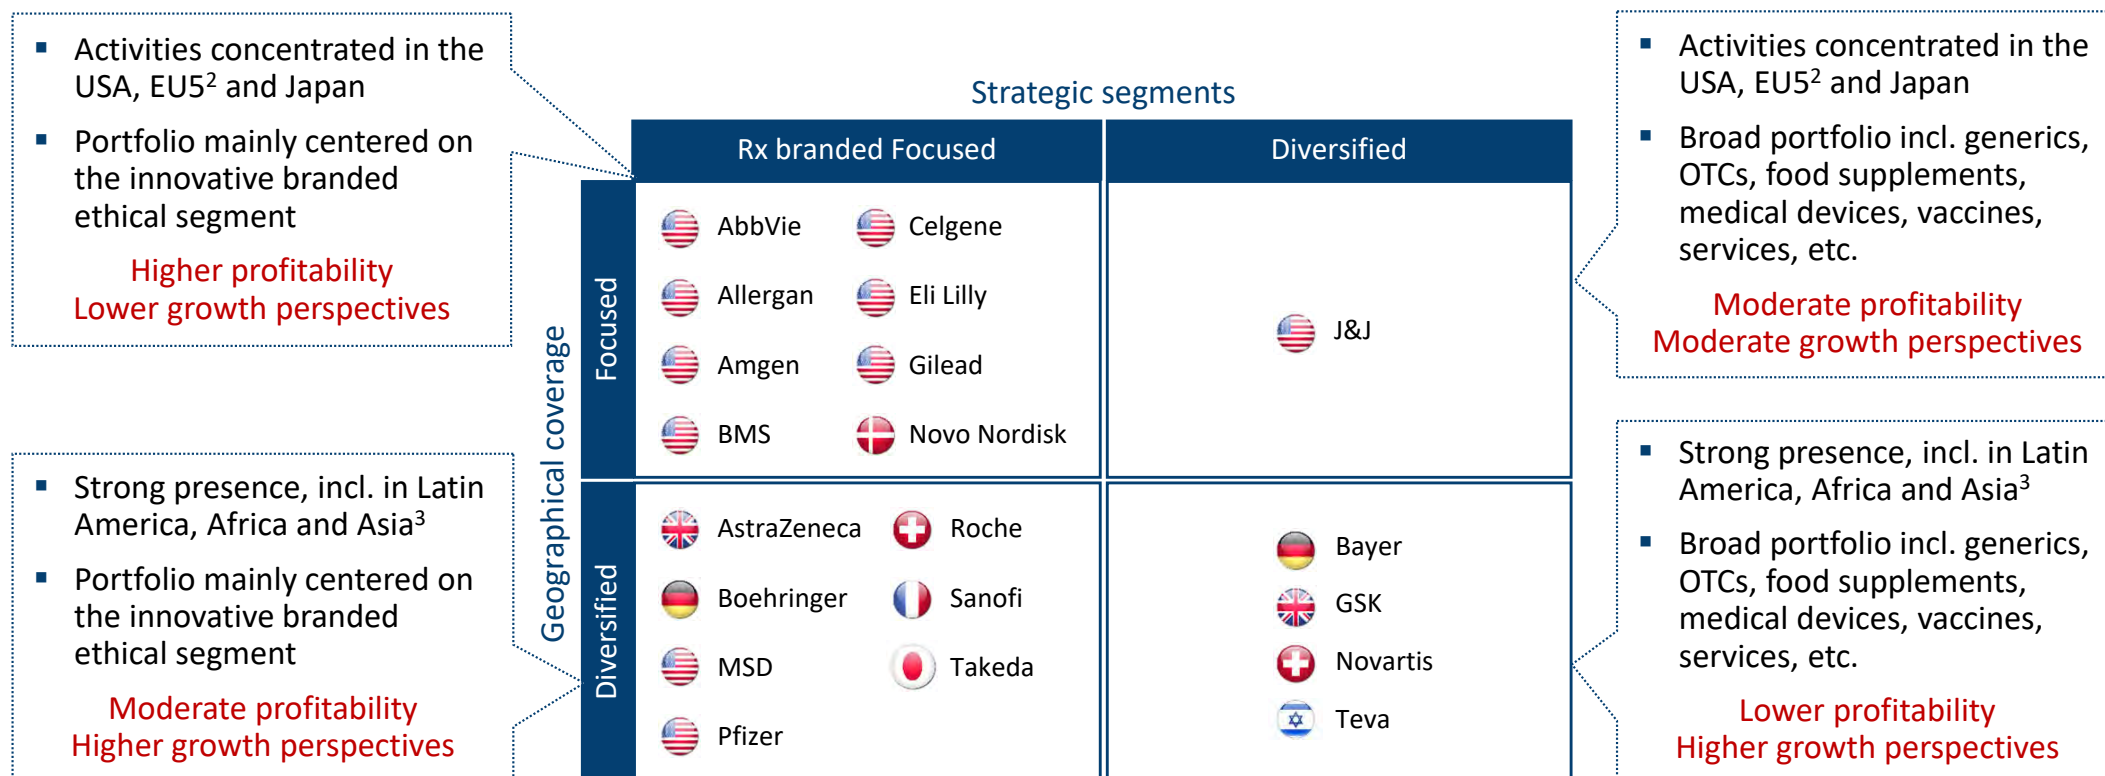 ▪ Activities concentrated in the
USA, EU5² and Japan
▪ Portfolio mainly centered on
the innovative branded
ethical segment
Higher profitability
Lower growth perspectives
▪ Strong presence, incl. in Latin
America, Africa and Asia³
▪ Portfolio mainly centered on
the innovative branded
ethical segment
Moderate profitability
Higher growth perspectives
Strategic segments
Rx branded Focused
Diversified
Geographical coverage
Focused
AbbVie
Celgene
Allergan
Eli Lilly
Amgen
Gilead
BMS
Novo Nordisk
J&J
Diversified
AstraZeneca
Roche
Boehringer
Sanofi
MSD
Takeda
Pfizer
Bayer
GSK
Novartis
Teva
▪ Activities concentrated in the
USA, EU5² and Japan
▪ Broad portfolio incl. generics,
OTCs, food supplements,
medical devices, vaccines,
services, etc.
Moderate profitability
Moderate growth perspectives
▪ Strong presence, incl. in Latin
America, Africa and Asia³
▪ Broad portfolio incl. generics,
OTCs, food supplements,
medical devices, vaccines,
services, etc.
Lower profitability
Higher growth perspectives